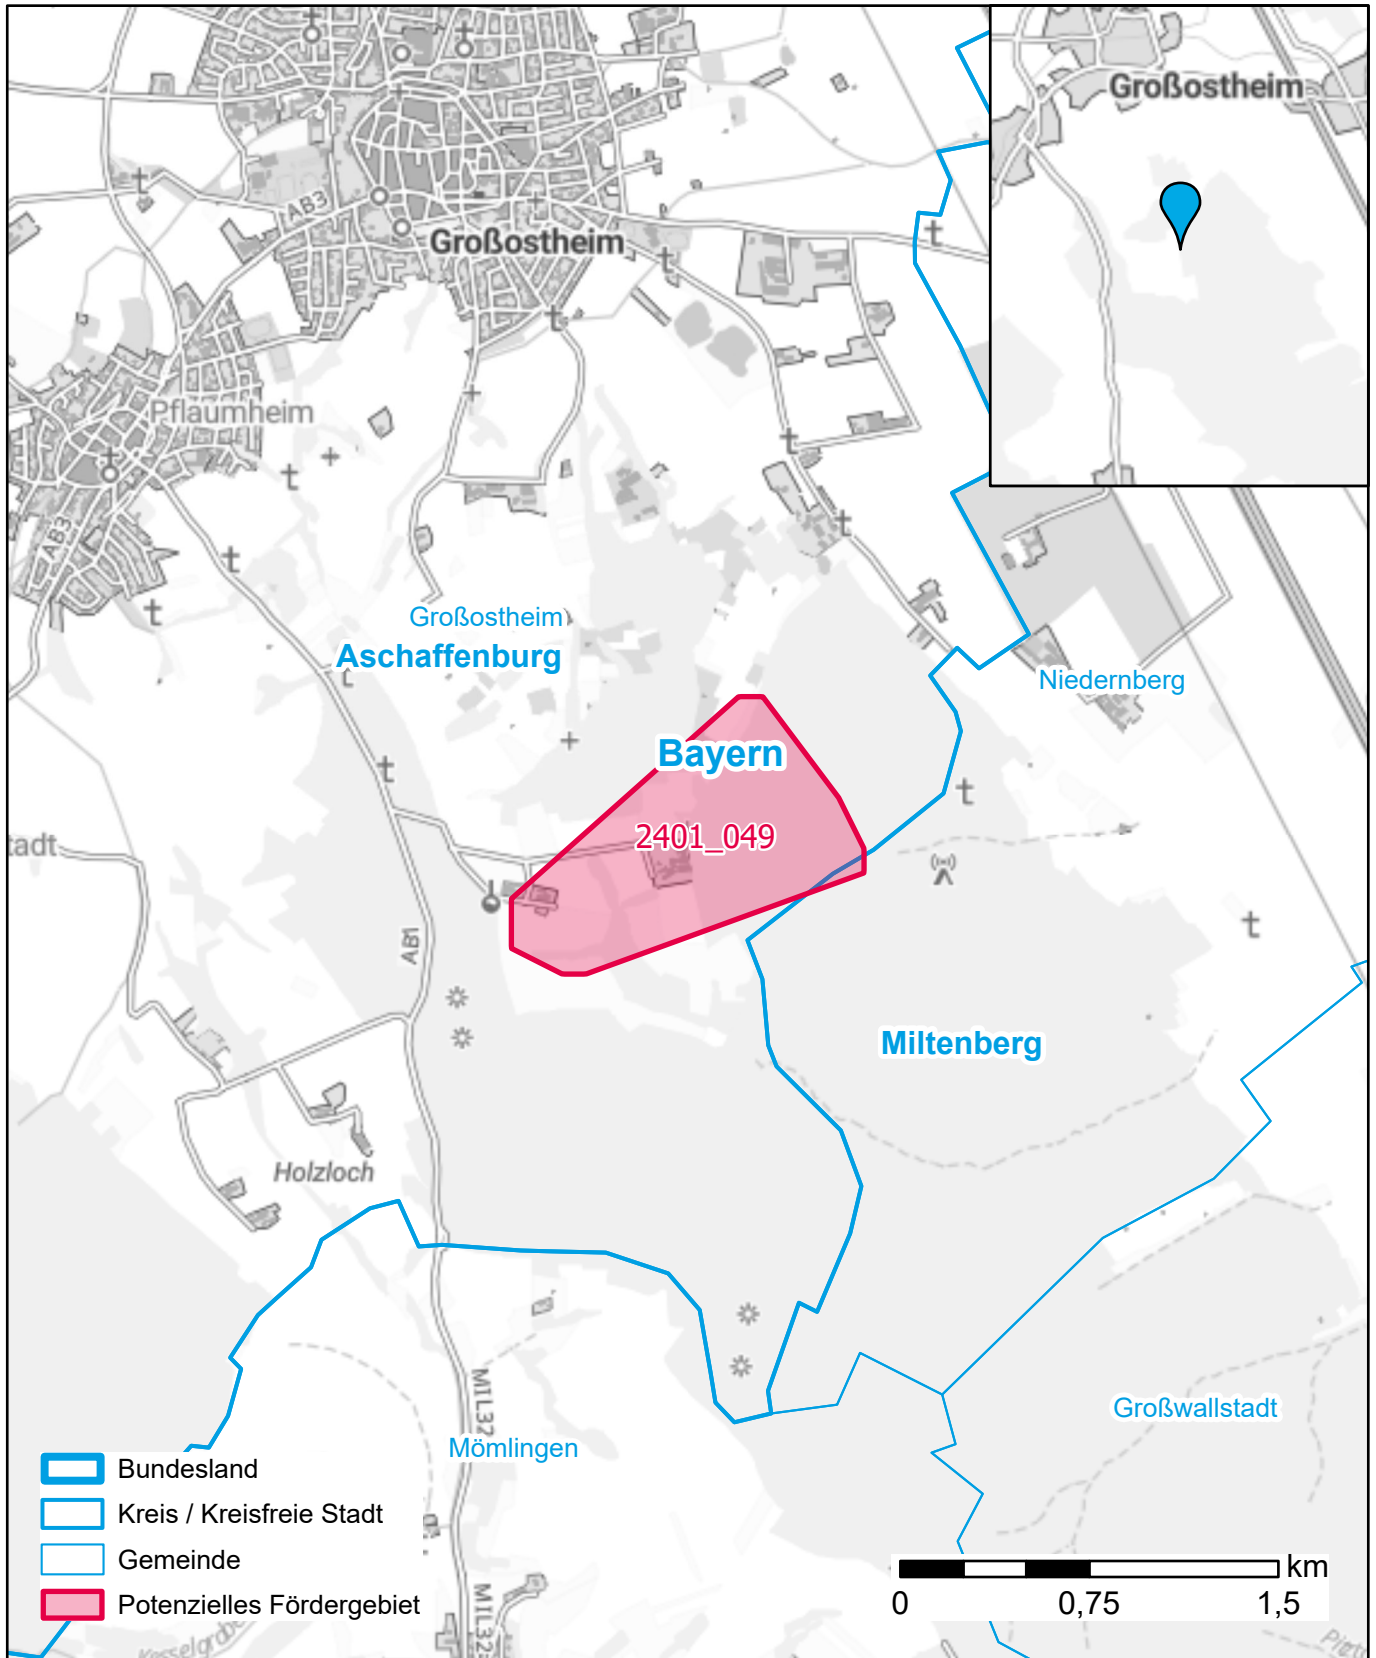 Großostheim
AB3
Großostheim
Pflaumheim
AB3
Großostheim
Aschaffenburg
Niedernberg
Bayern
2401_049
tadt
AB1
Miltenberg
Holzloch
MIL32
Großwallstadt
Mömlingen
Bundesland
Kreis / Kreisfreie Stadt
Gemeinde
Potenzielles Fördergebiet
km
0 0,75 1,5
MIL32